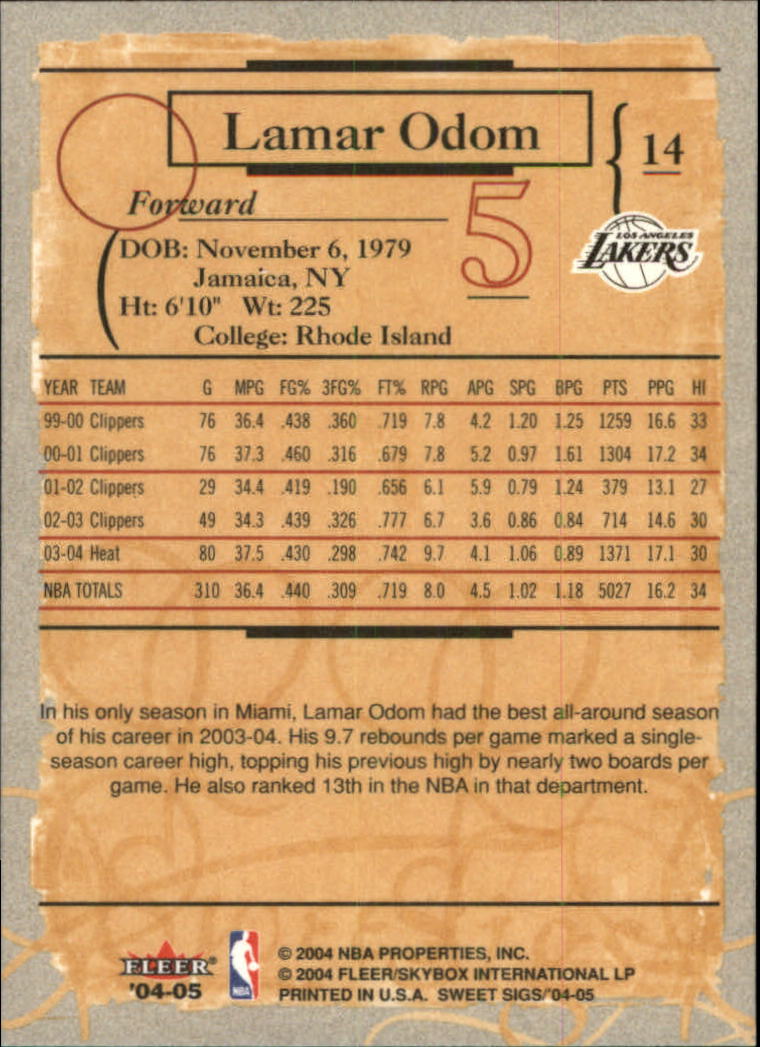 Lamar Odom
14
Forward
5
LOS ANGELES
LAKERS
DOB: November 6, 1979
Jamaica, NY
Ht: 6'10" Wt: 225
College: Rhode Island
YEAR TEAM G MPG FG% 3FG% FT% RPG APG SPG BPG PTS PPG HI
99-00 Clippers 76 36.4 .438 .360 .719 7.8 4.2 1.20 1.25 1259 16.6 33
00-01 Clippers 76 37.3 .460 .316 .679 7.8 5.2 0.97 1.61 1304 17.2 34
01-02 Clippers 29 34.4 .419 .190 .656 6.1 5.9 0.79 1.24 379 13.1 27
02-03 Clippers 49 34.3 .439 .326 .777 6.7 3.6 0.86 0.84 714 14.6 30
03-04 Heat 80 37.5 .430 .298 .742 9.7 4.1 1.06 0.89 1371 17.1 30
NBA TOTALS 310 36.4 .440 .309 .719 8.0 4.5 1.02 1.18 5027 16.2 34
In his only season in Miami, Lamar Odom had the best all-around season
of his career in 2003-04. His 9.7 rebounds per game marked a single-
season career high, topping his previous high by nearly two boards per
game. He also ranked 13th in the NBA in that department.
FLEER®
'04-05
NBA
© 2004 NBA PROPERTIES, INC.
© 2004 FLEER/SKYBOX INTERNATIONAL LP
PRINTED IN U.S.A. SWEET SIGS/'04-05